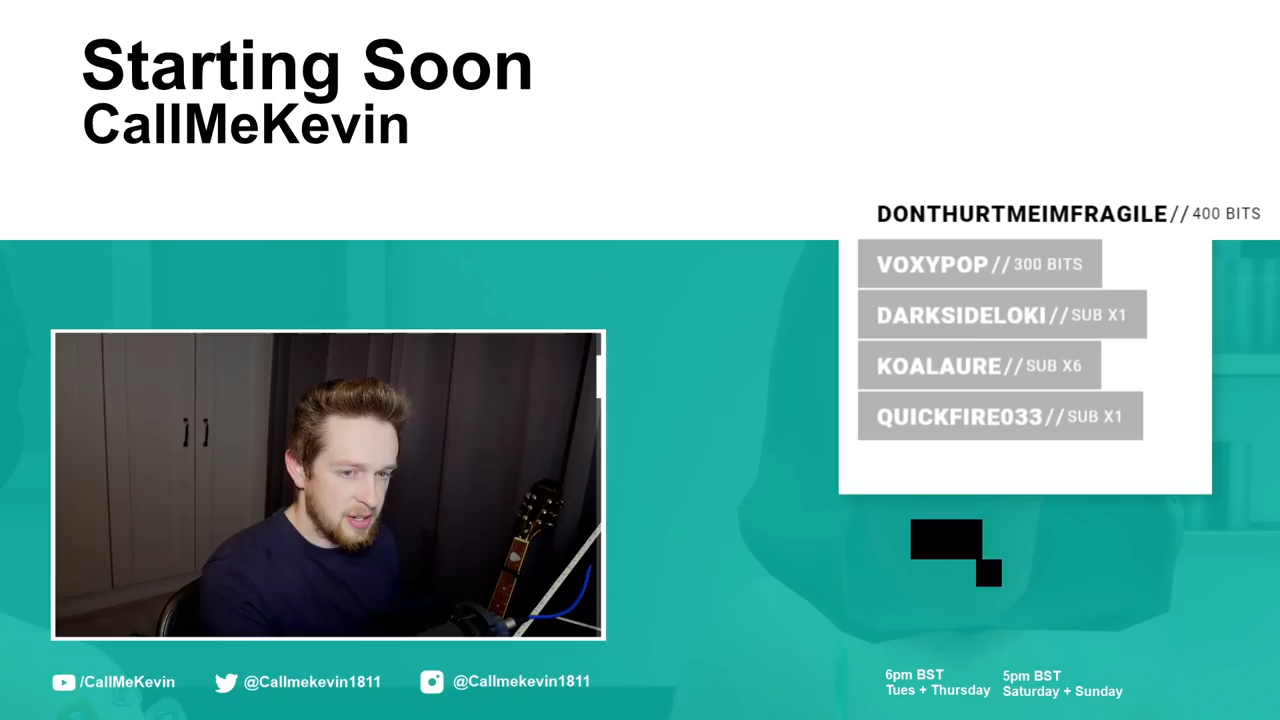 Starting Soon
CallMeKevin
DONTHURTMEIMFRAGILE//400 BITS
VOXYPOP//300 BITS
DARKSIDELOKI//SUB X1
KOALAURE//SUB X6
QUICKFIRE033//SUB X1
/CallMeKevin @Callmekevin1811 @Callmekevin1811
6pm BST
Tues + Thursday
5pm BST
Saturday + Sunday